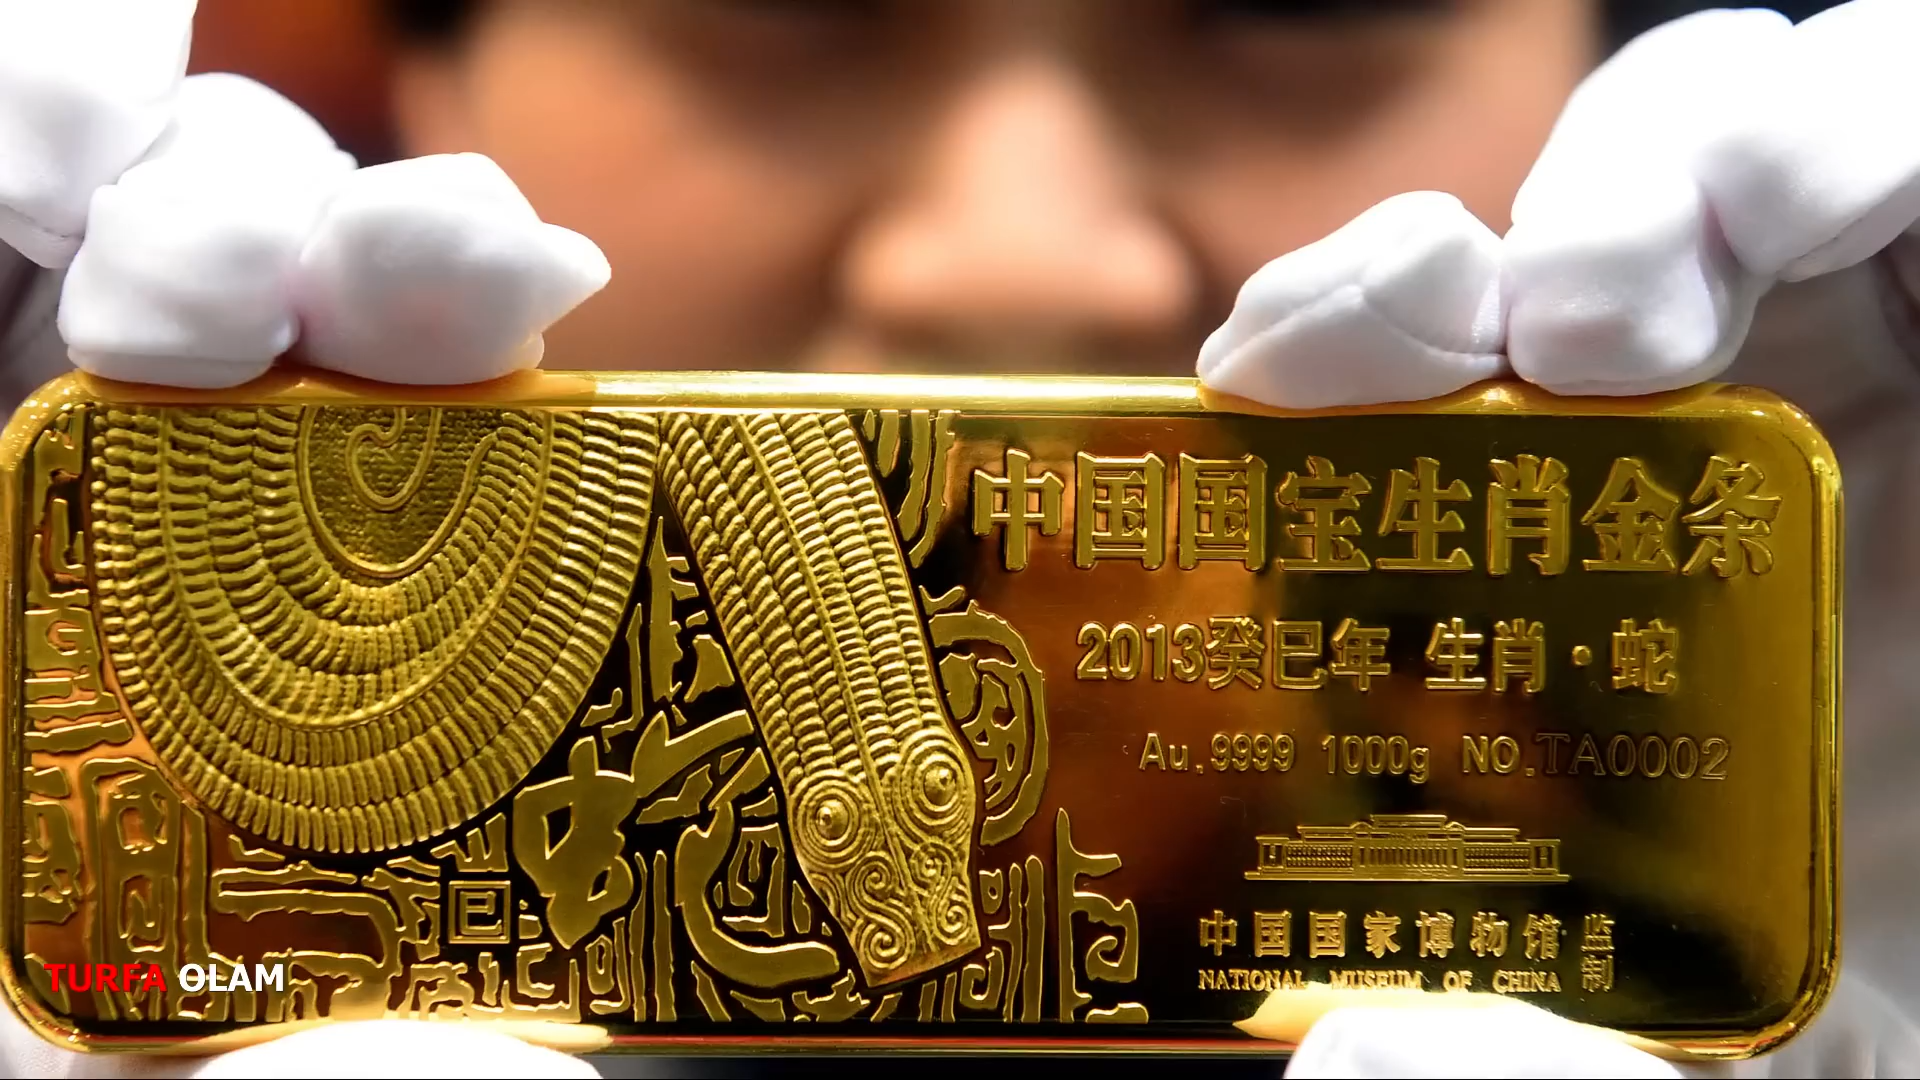 中国国宝生肖金条
2013癸巳年 生肖·蛇
Au.9999 1000g NO.TA0002
中国国家博物馆 监制
NATIONAL MUSEUM OF CHINA
TURFA OLAM